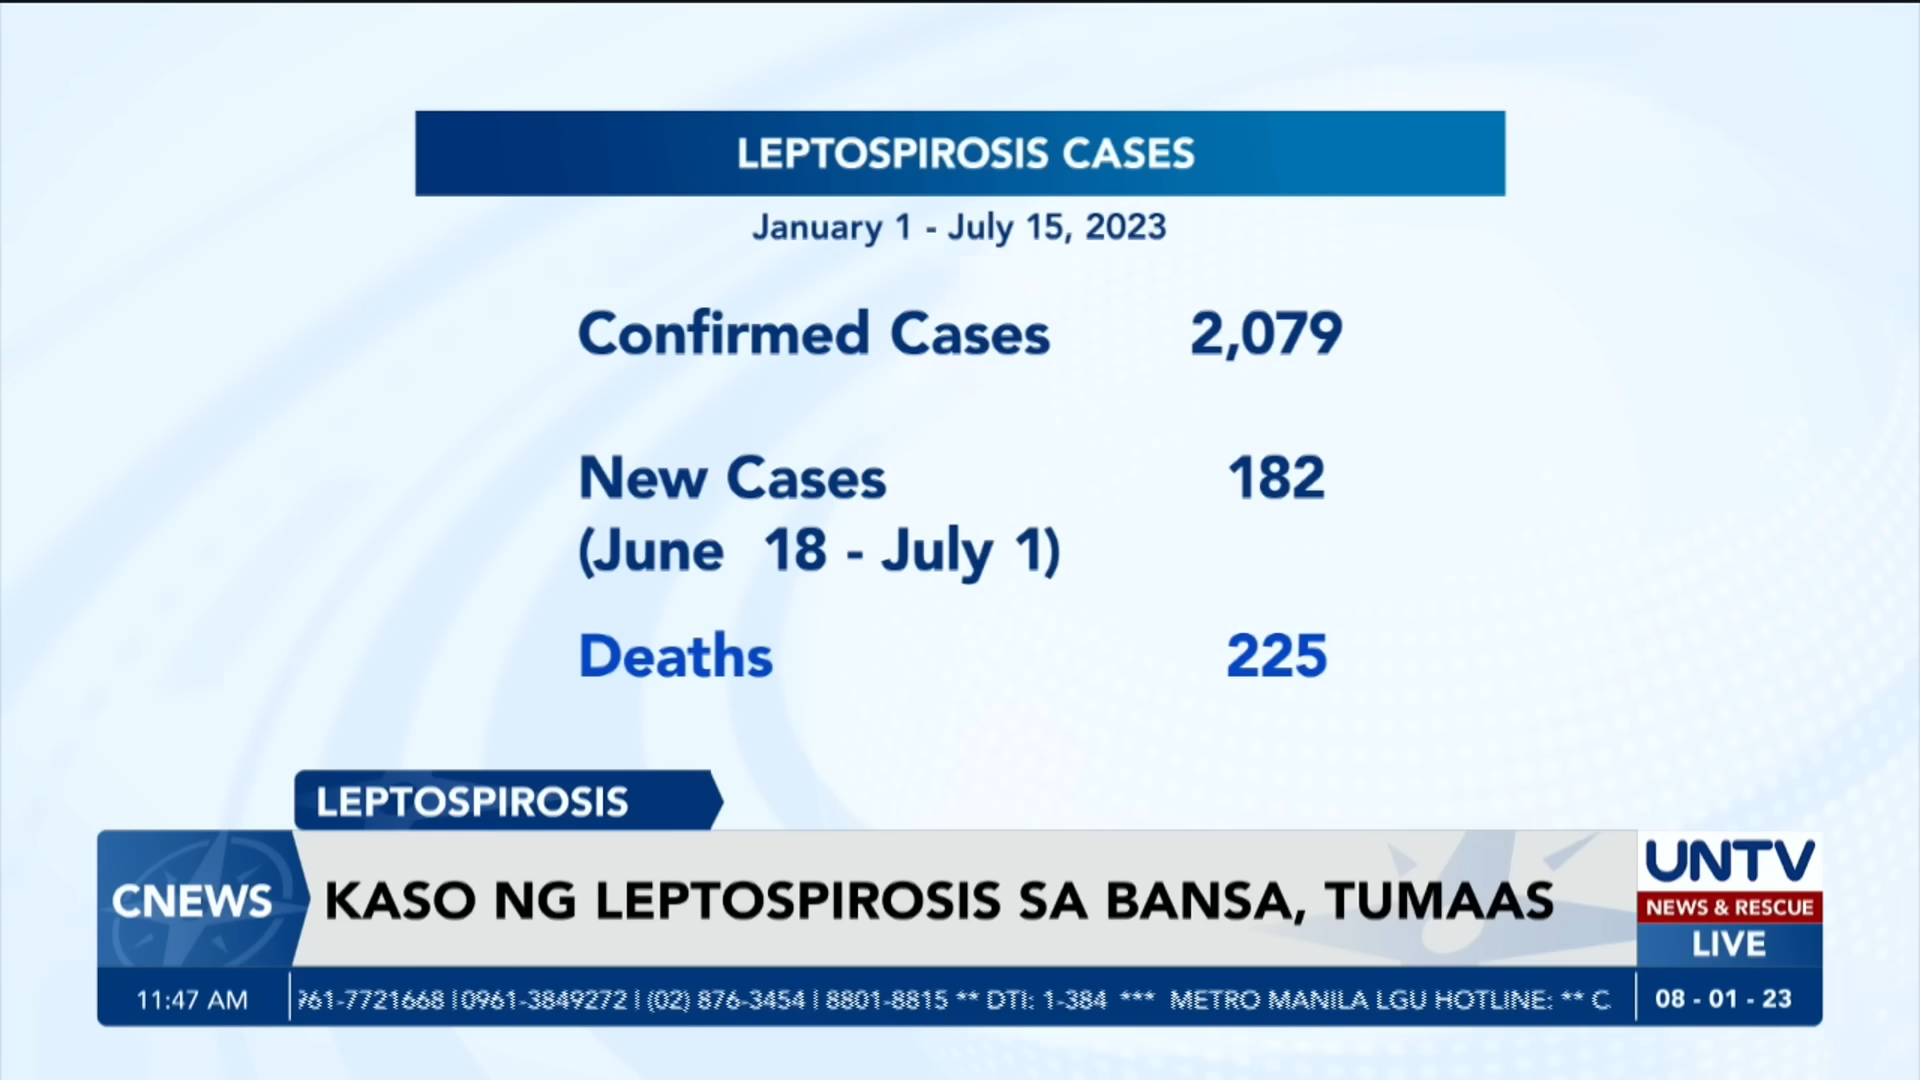 LEPTOSPIROSIS CASES
January 1 - July 15, 2023
Confirmed Cases 2,079
New Cases 182
(June 18 - July 1)
Deaths 225
LEPTOSPIROSIS
CNEWS
KASO NG LEPTOSPIROSIS SA BANSA, TUMAAS
UNTV
NEWS & RESCUE
LIVE
11:47 AM
61-7721668 | 0961-3849272 | (02) 876-3454 | 8801-8815 ** DTI: 1-384 *** METRO MANILA LGU HOTLINE: ** C
08 - 01 - 23